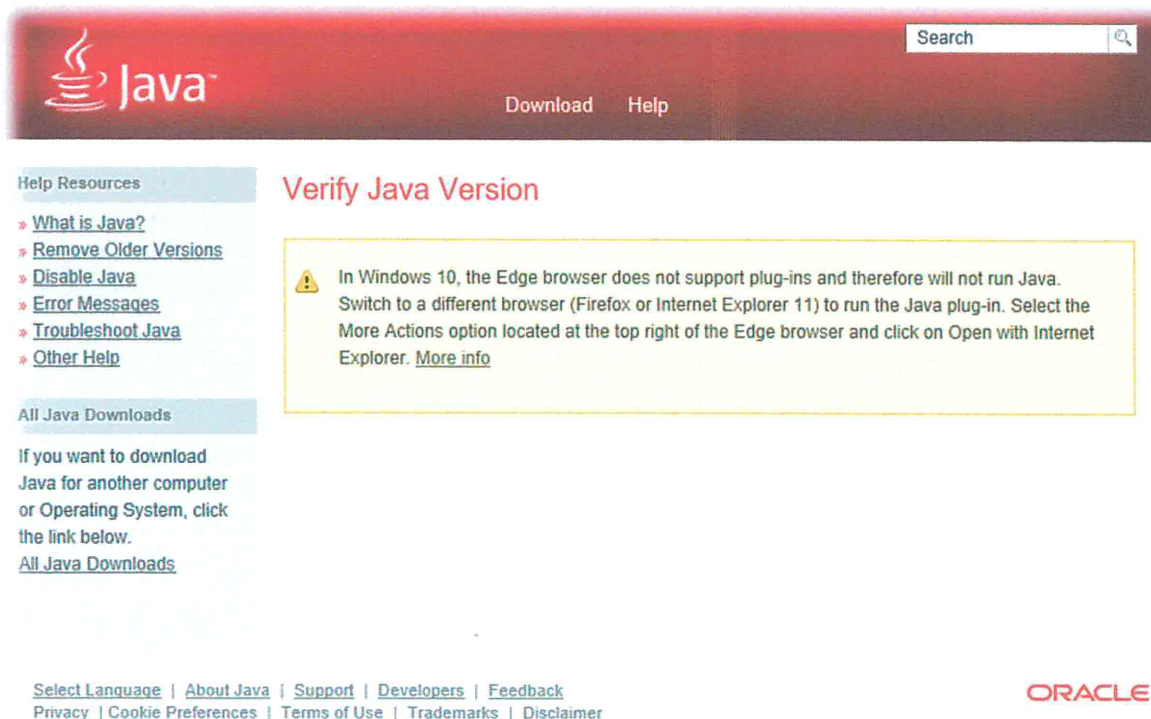 Search
Java™
Download Help
Help Resources
» What is Java?
» Remove Older Versions
» Disable Java
» Error Messages
» Troubleshoot Java
» Other Help
All Java Downloads
If you want to download
Java for another computer
or Operating System, click
the link below.
All Java Downloads
Verify Java Version
In Windows 10, the Edge browser does not support plug-ins and therefore will not run Java.
Switch to a different browser (Firefox or Internet Explorer 11) to run the Java plug-in. Select the
More Actions option located at the top right of the Edge browser and click on Open with Internet
Explorer. More info
Select Language | About Java | Support | Developers | Feedback
Privacy | Cookie Preferences | Terms of Use | Trademarks | Disclaimer
ORACLE